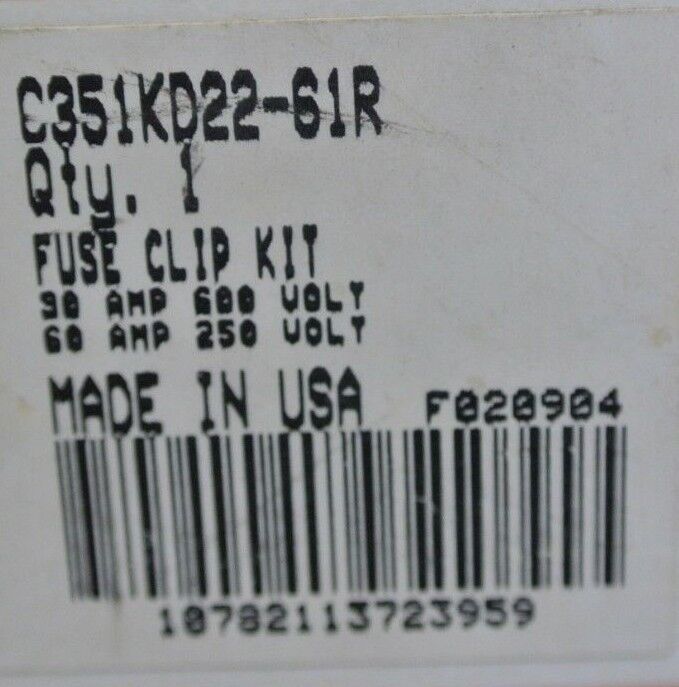 C351KD22-61R
Qty. 1
FUSE CLIP KIT
30 AMP 600 VOLT
60 AMP 250 VOLT
MADE IN USA F020904
10782113723959